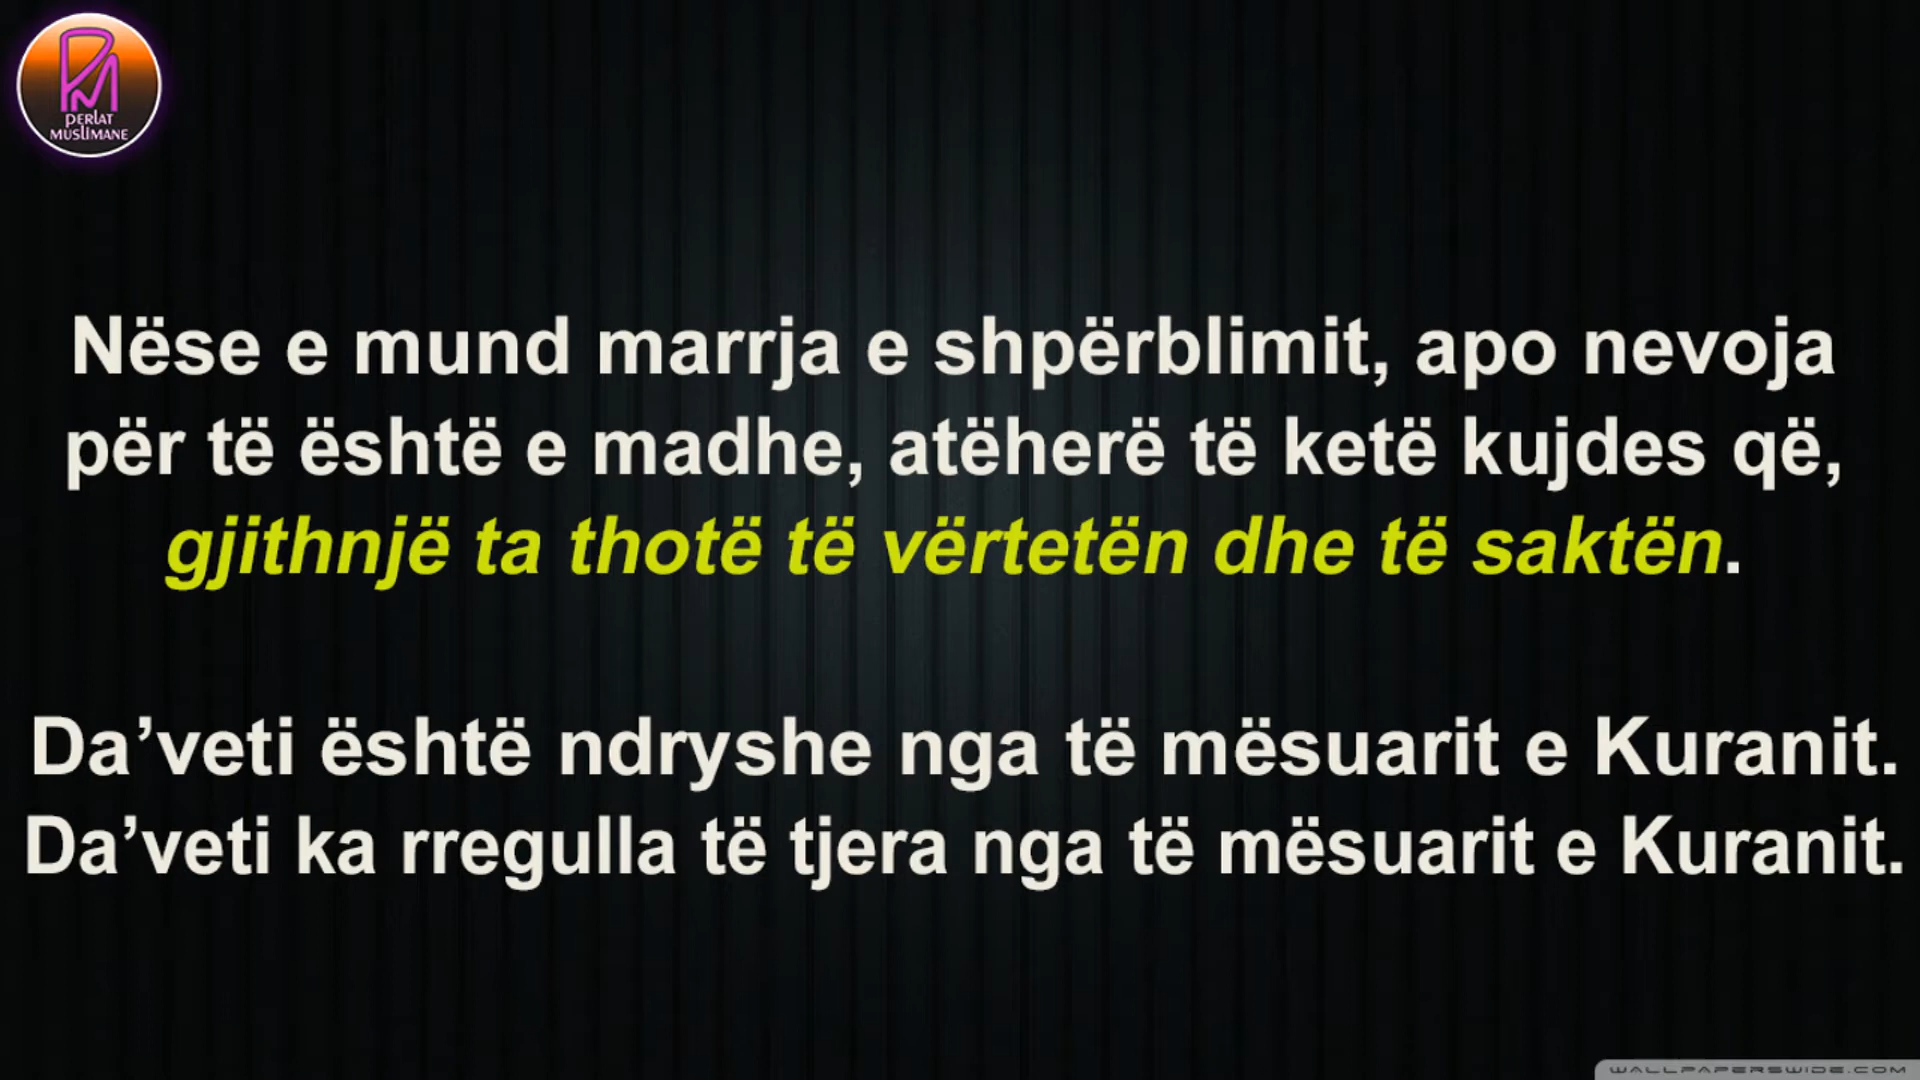 PERLAT
MUSLIMANE
Nëse e mund marrja e shpërblimit, apo nevoja
për të është e madhe, atëherë të ketë kujdes që,
gjithnjë ta thotë të vërtetën dhe të saktën.
Da’veti është ndryshe nga të mësuarit e Kuranit.
Da’veti ka rregulla të tjera nga të mësuarit e Kuranit.
WALLPAPERSWIDE.COM